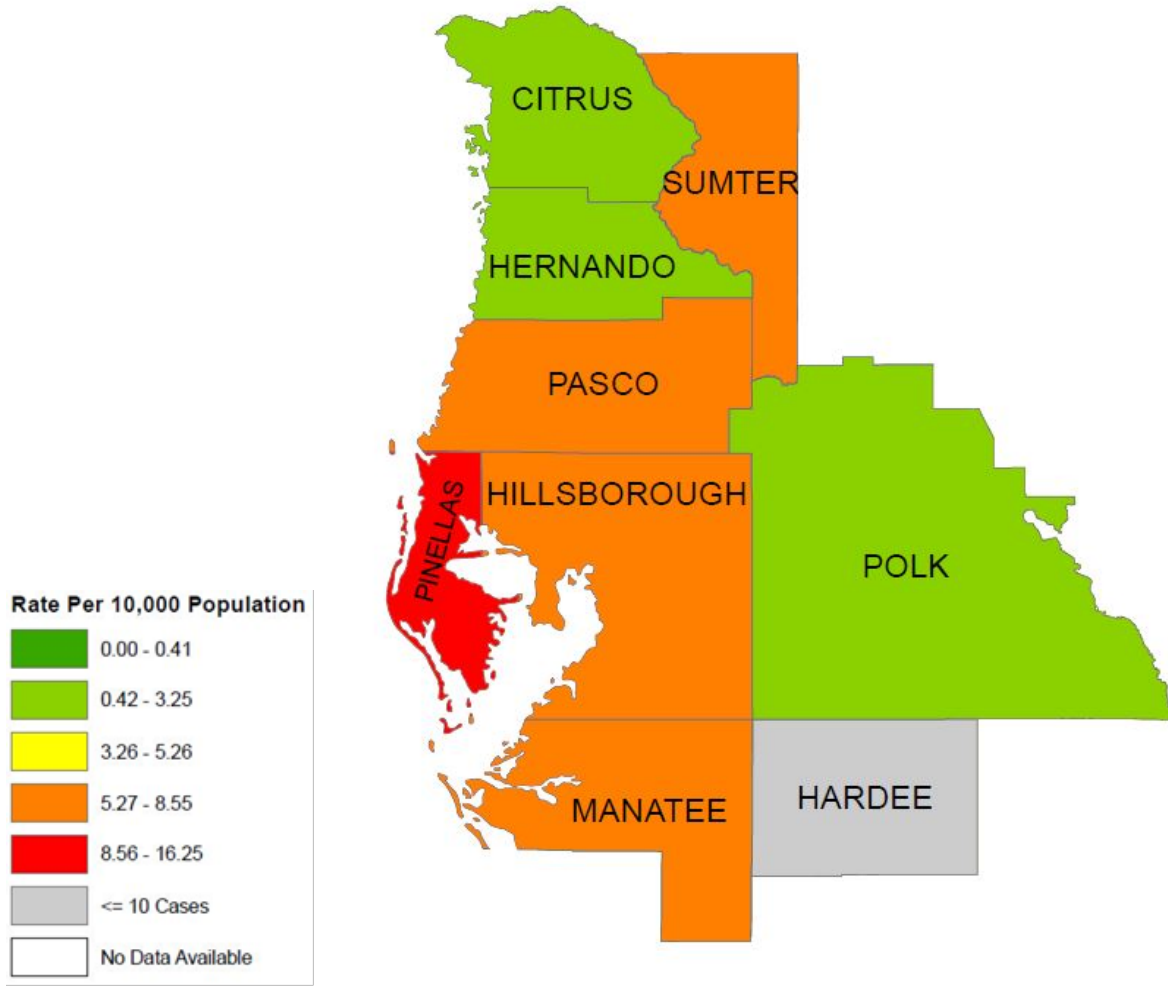 CITRUS
SUMTER
HERNANDO
PASCO
HILLSBOROUGH
PINELLAS
POLK
MANATEE
HARDEE
Rate Per 10,000 Population
0.00 - 0.41
0.42 - 3.25
3.26 - 5.26
5.27 - 8.55
8.56 - 16.25
<= 10 Cases
No Data Available